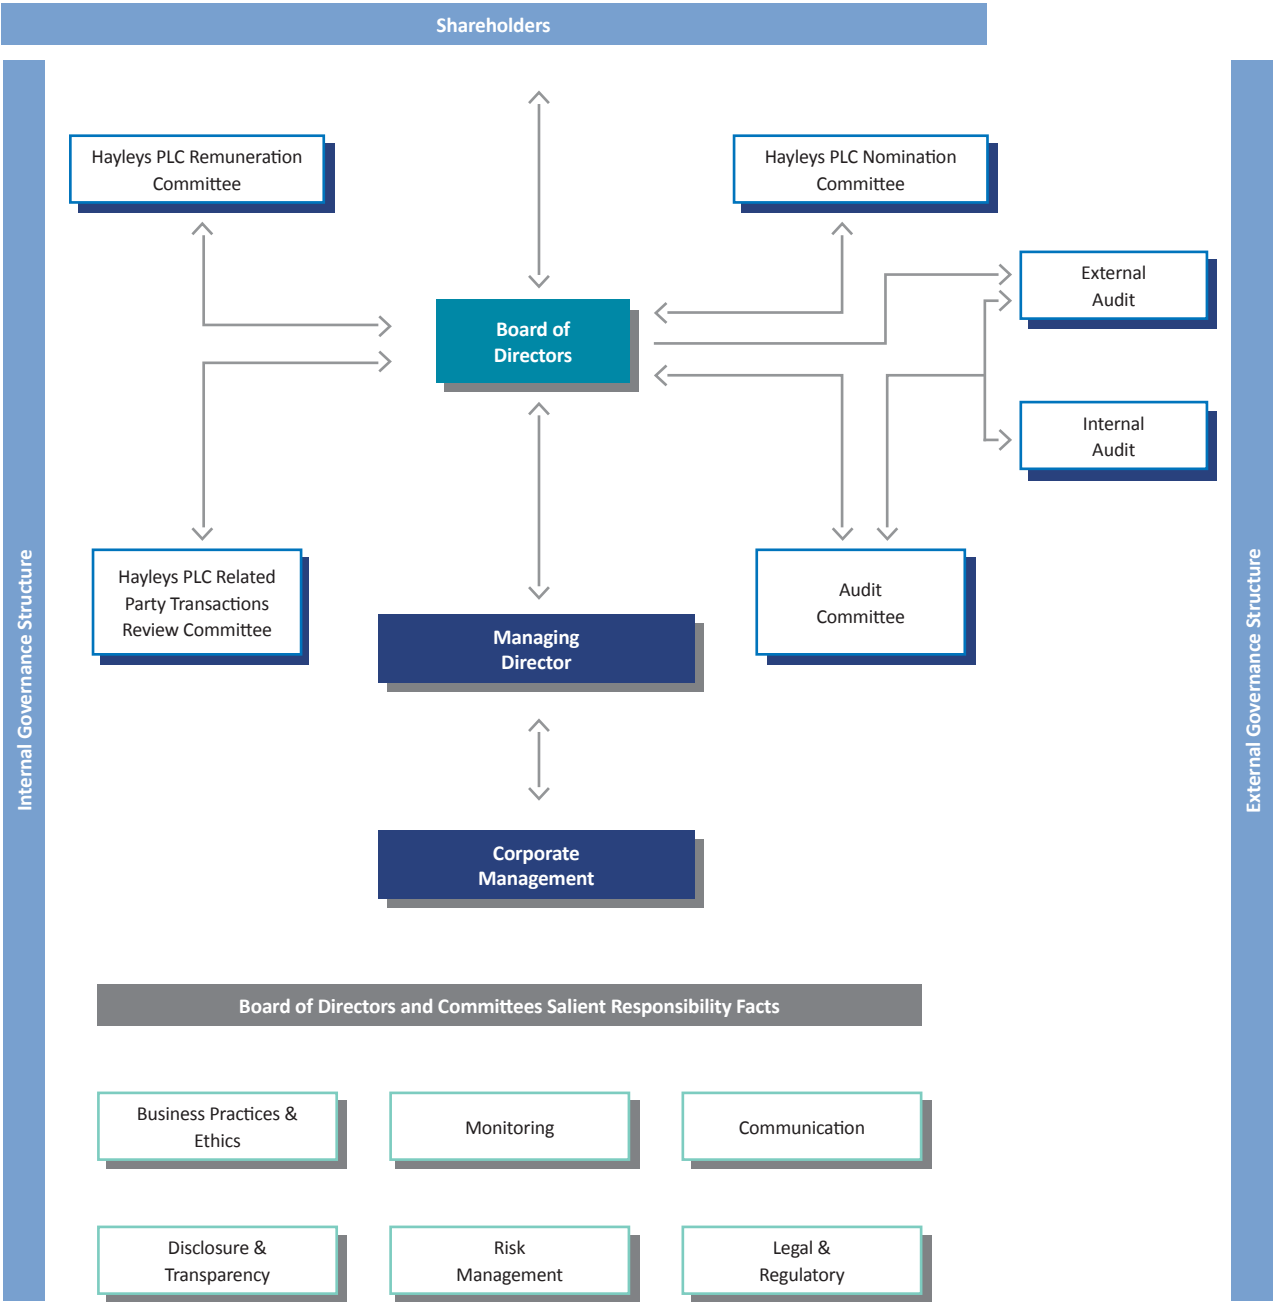 Shareholders
Hayleys PLC Remuneration
Committee
Hayleys PLC Nomination
Committee
External
Audit
Board of
Directors
Internal
Audit
Hayleys PLC Related
Party Transactions
Review Committee
Audit
Committee
Managing
Director
Internal Governance Structure
External Governance Structure
Corporate
Management
Board of Directors and Committees Salient Responsibility Facts
Business Practices &
Ethics
Monitoring
Communication
Disclosure &
Transparency
Risk
Management
Legal &
Regulatory